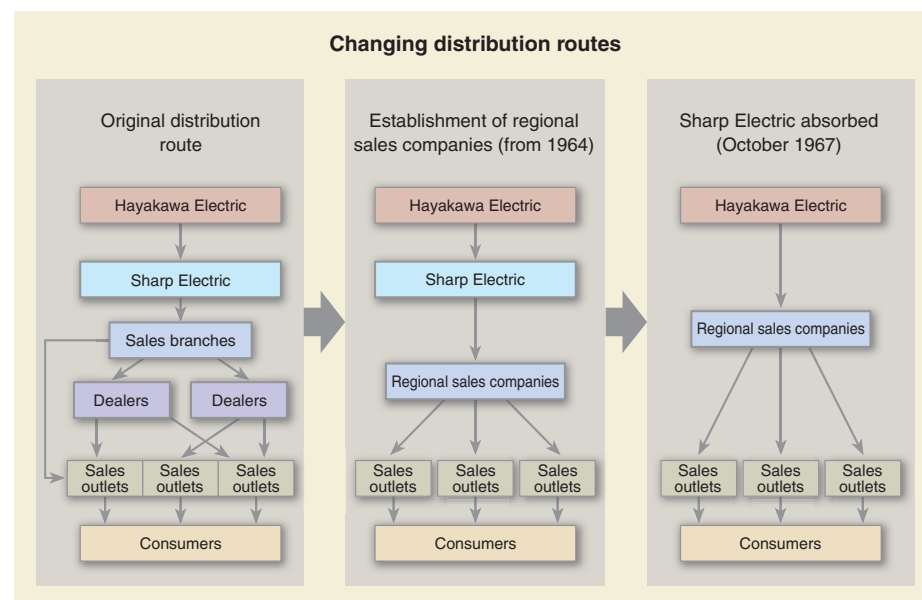 Changing distribution routes
Original distribution
route
Hayakawa Electric
Sharp Electric
Sales branches
Dealers
Dealers
Sales
outlets
Sales
outlets
Sales
outlets
Consumers
Establishment of regional
sales companies (from 1964)
Hayakawa Electric
Sharp Electric
Regional sales companies
Sales
outlets
Sales
outlets
Sales
outlets
Consumers
Sharp Electric absorbed
(October 1967)
Hayakawa Electric
Regional sales companies
Sales
outlets
Sales
outlets
Sales
outlets
Consumers